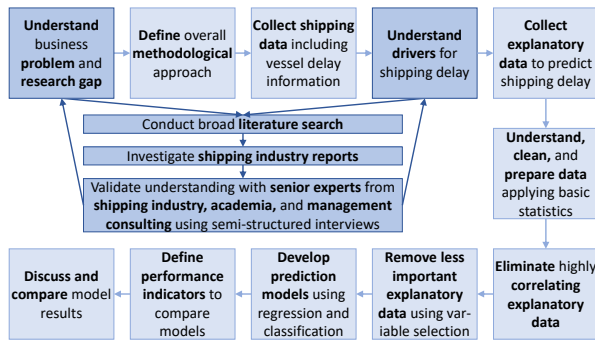 Understand
business
problem and
research gap
Define overall
methodological
approach
Collect shipping
data including
vessel delay
information
Understand
drivers for
shipping delay
Collect
explanatory
data to predict
shipping delay
Conduct broad literature search
Investigate shipping industry reports
Validate understanding with senior experts from
shipping industry, academia, and management
consulting using semi-structured interviews
Understand,
clean, and
prepare data
applying basic
statistics
Eliminate highly
correlating
explanatory
data
Remove less
important
explanatory
data using var-
iable selection
Develop
prediction
models using
regression and
classification
Define
performance
indicators to
compare
models
Discuss and
compare model
results